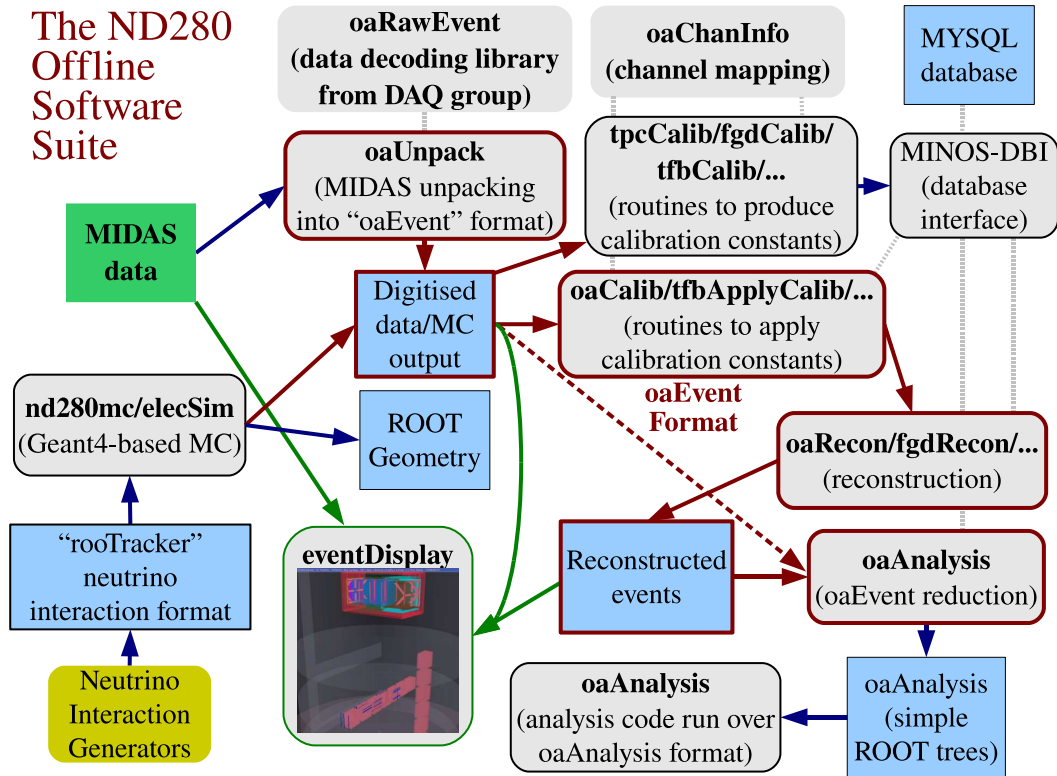 The ND280
Offline
Software
Suite
oaRawEvent
(data decoding library
from DAQ group)
oaChanInfo
(channel mapping)
MYSQL
database
oaUnpack
(MIDAS unpacking
into “oaEvent” format)
tpcCalib/fgdCalib/
tfbCalib/...
(routines to produce
calibration constants)
MINOS-DBI
(database
interface)
MIDAS
data
Digitised
data/MC
output
oaCalib/tfbApplyCalib/...
(routines to apply
calibration constants)
oaEvent
Format
nd280mc/elecSim
(Geant4-based MC)
ROOT
Geometry
oaRecon/fgdRecon/...
(reconstruction)
“rooTracker”
neutrino
interaction format
eventDisplay
Reconstructed
events
oaAnalysis
(oaEvent reduction)
Neutrino
Interaction
Generators
oaAnalysis
(analysis code run over
oaAnalysis format)
oaAnalysis
(simple
ROOT trees)